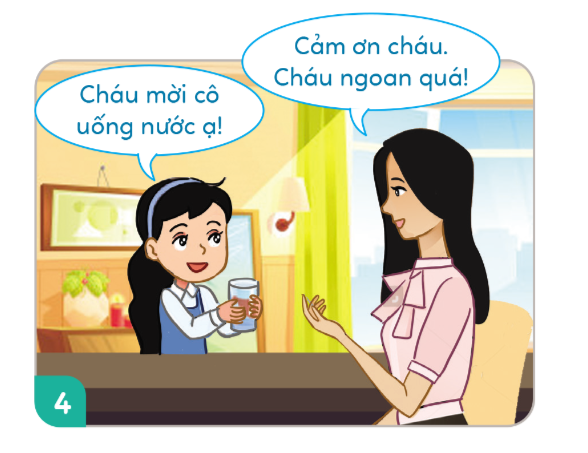 Cháu mời cô
uống nước ạ!
Cảm ơn cháu.
Cháu ngoan quá!
4